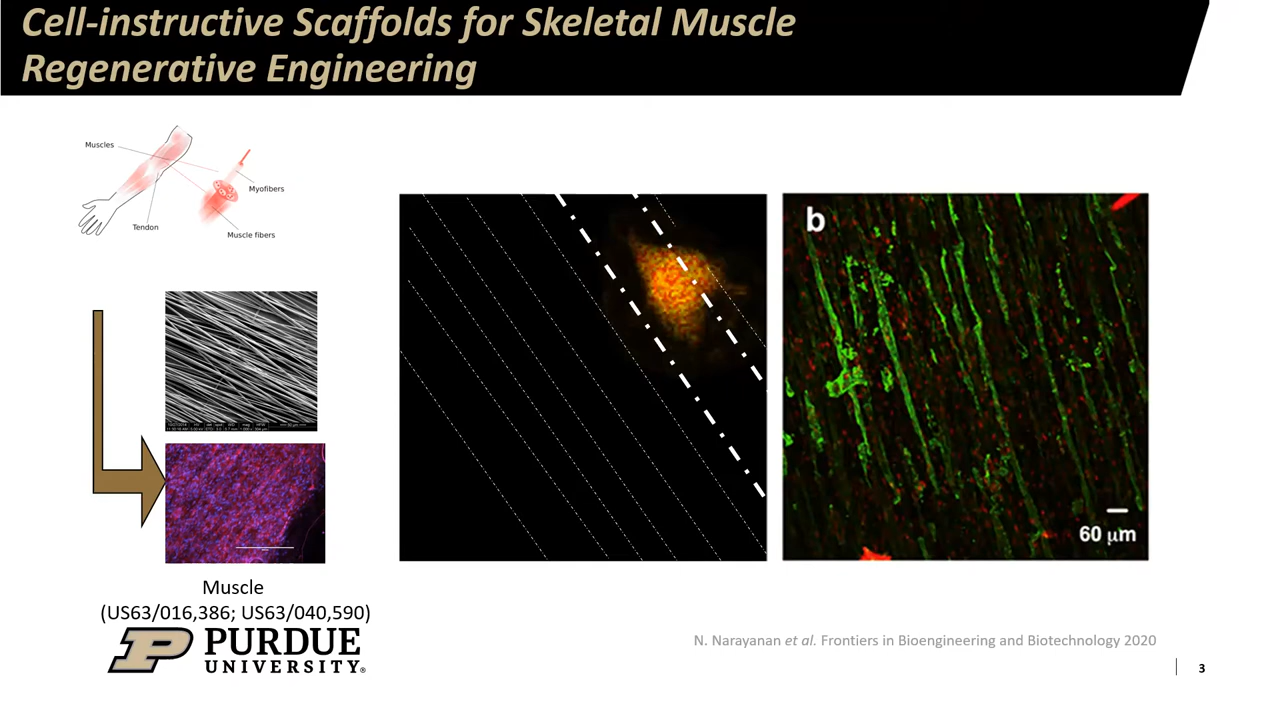 Cell-instructive Scaffolds for Skeletal Muscle
Regenerative Engineering
Muscles
Myofibers
Tendon
Muscle fibers
b
60 μm
Muscle
(US63/016,386; US63/040,590)
PURDUE
UNIVERSITY®
N. Narayanan et al. Frontiers in Bioengineering and Biotechnology 2020
3